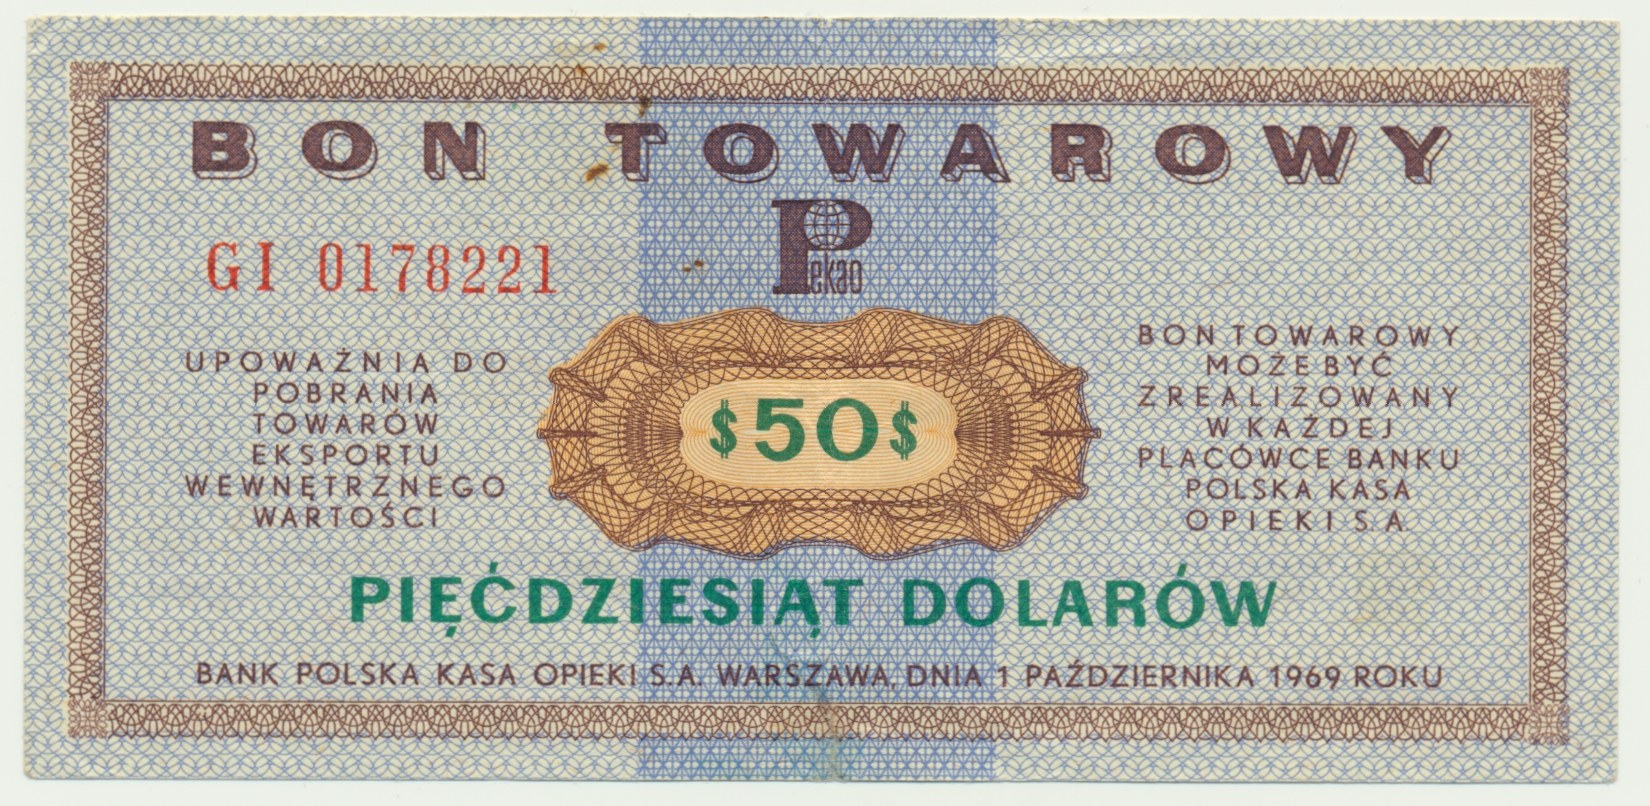 BON TOWAROWY
Pekao
GI 0178221
UPOWAŻNIA DO
POBRANIA
TOWARÓW
EKSPORTU
WEWNĘTRZNEGO
WARTOŚCI
$50$
BON TOWAROWY
MOŻE BYĆ
ZREALIZOWANY
W KAŻDEJ
PLACÓWCE BANKU
POLSKA KASA
OPIEKI S A
PIĘĆDZIESIĄT DOLARÓW
BANK POLSKA KASA OPIEKI S.A. WARSZAWA, DNIA 1 PAŹDZIERNIKA 1969 ROKU